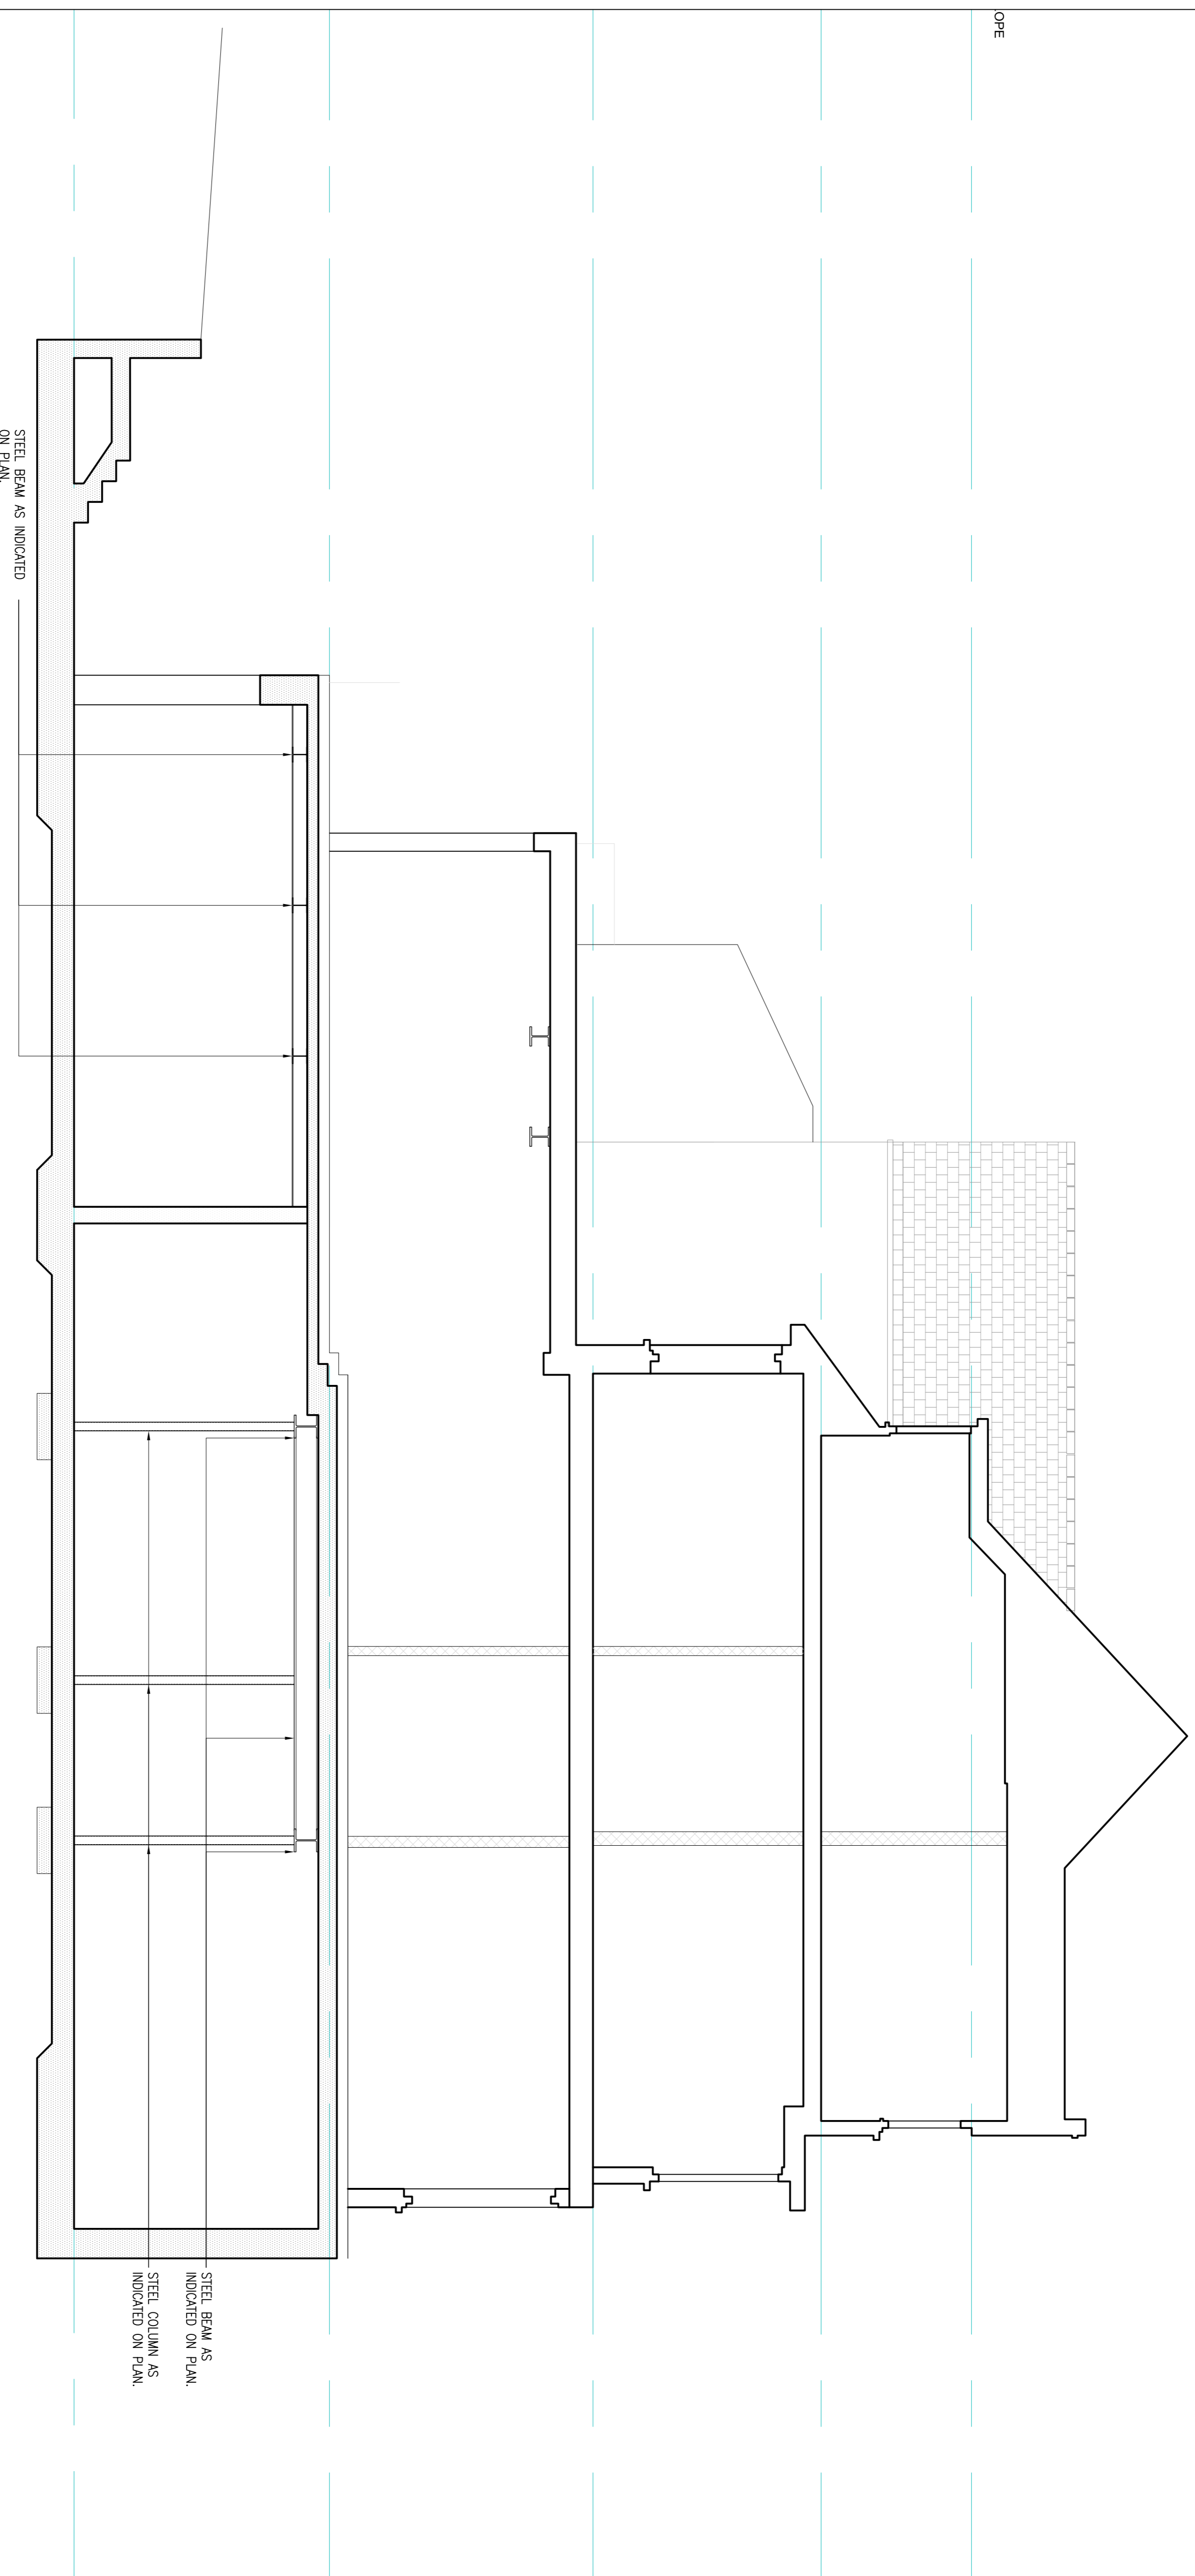 OPE
STEEL BEAM AS INDICATED
ON PLAN.
STEEL BEAM AS
INDICATED ON PLAN.
STEEL COLUMN AS
INDICATED ON PLAN.